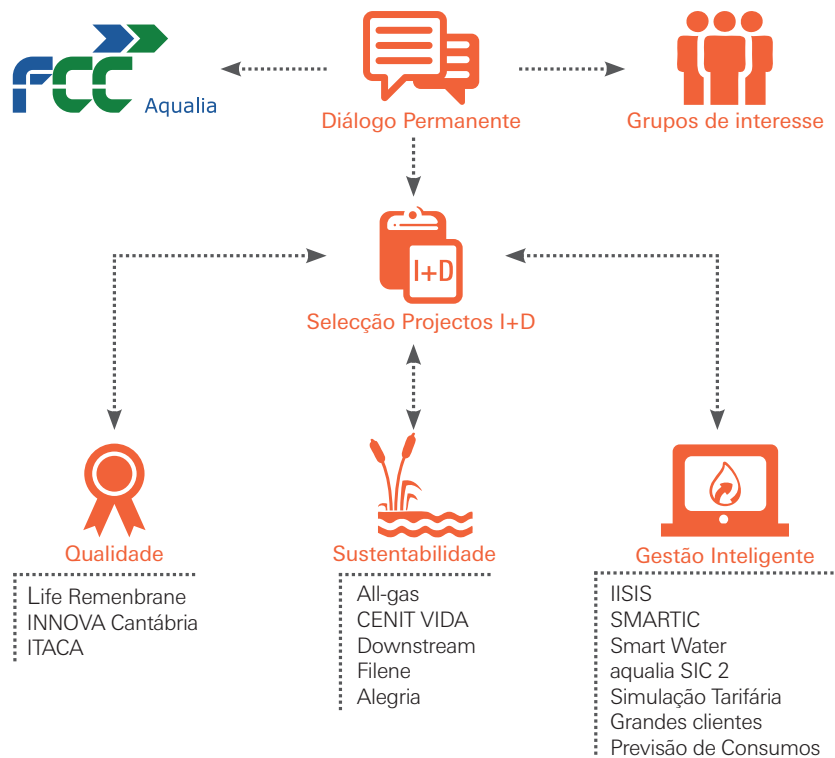 FCC
Aqualia
Diálogo Permanente
Grupos de interesse
I+D
Selecção Projectos I+D
Qualidade
Life Remenbrane
INNOVA Cantábria
ITACA
Sustentabilidade
All-gas
CENIT VIDA
Downstream
Filene
Alegria
Gestão Inteligente
IISIS
SMARTIC
Smart Water
aqualia SIC 2
Simulação Tarifária
Grandes clientes
Previsão de Consumos